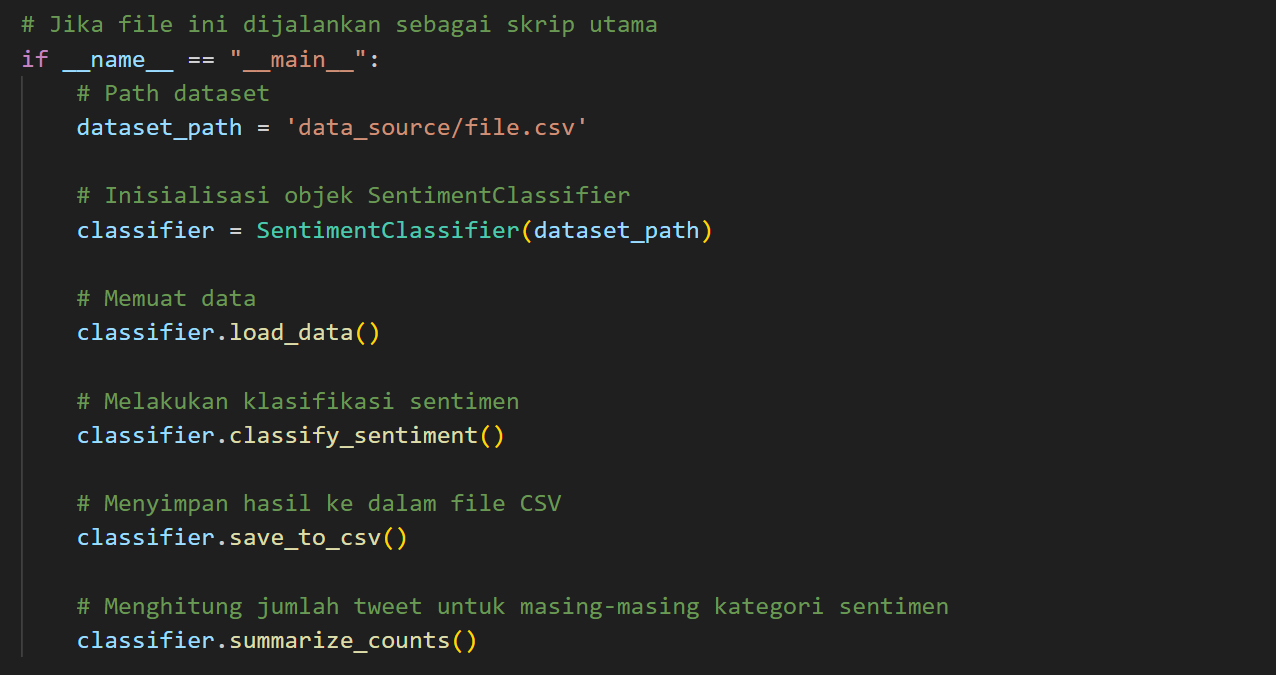 # Jika file ini dijalankan sebagai skrip utama
if __name__ == "__main__":
    # Path dataset
    dataset_path = 'data_source/file.csv'

    # Inisialisasi objek SentimentClassifier
    classifier = SentimentClassifier(dataset_path)

    # Memuat data
    classifier.load_data()

    # Melakukan klasifikasi sentimen
    classifier.classify_sentiment()

    # Menyimpan hasil ke dalam file CSV
    classifier.save_to_csv()

    # Menghitung jumlah tweet untuk masing-masing kategori sentimen
    classifier.summarize_counts()